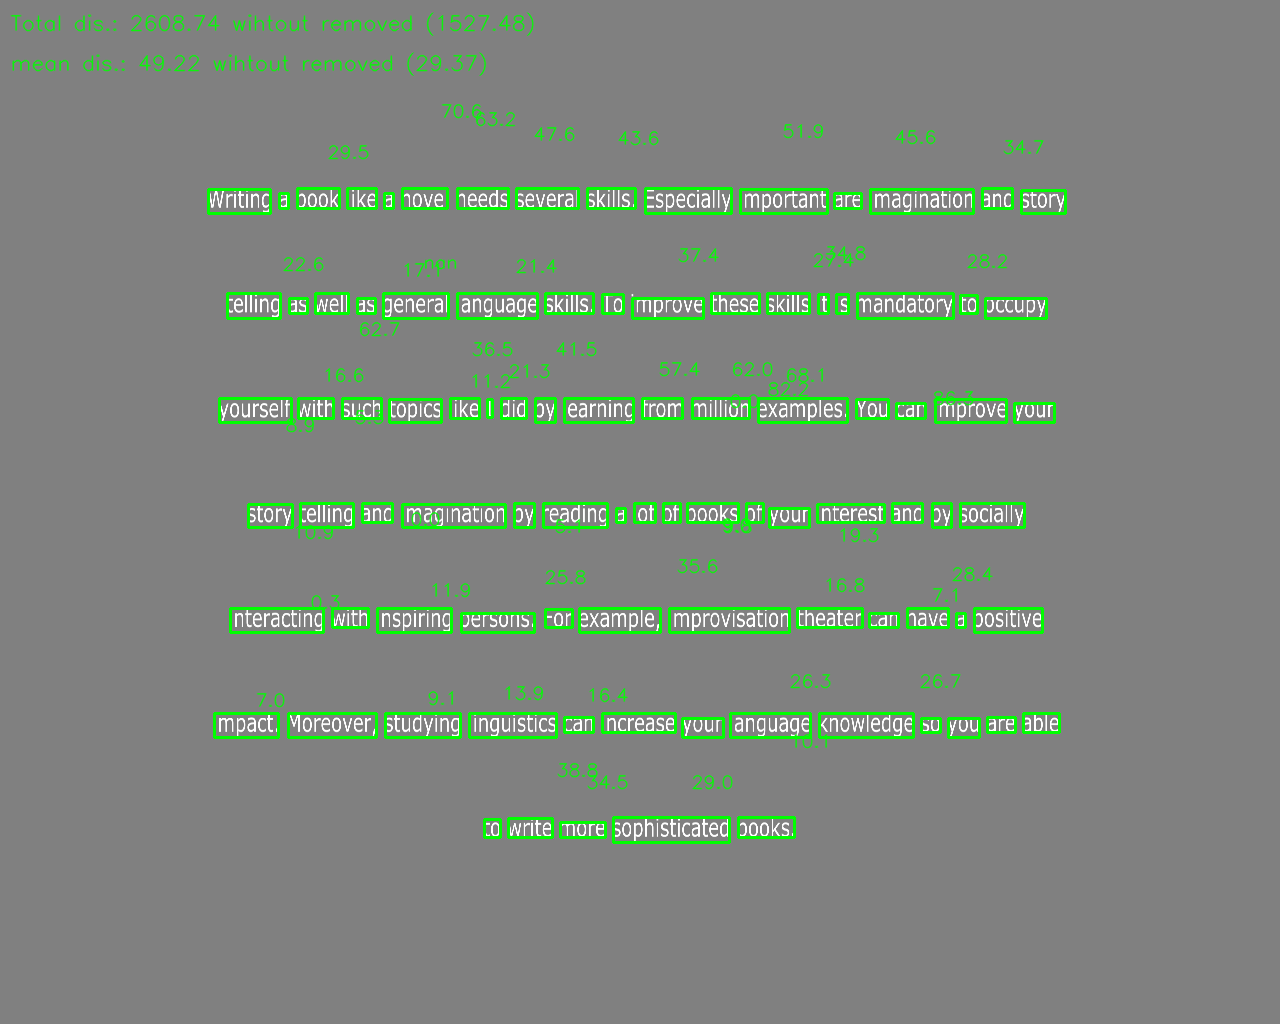 Total dis.: 2608.74 wihtout removed (1527.48)
mean dis.: 49.22 wihtout removed (29.37)
70.6 63.2 47.6 43.6 51.9 45.6 34.7
29.5
Writing a book like a novel needs several skills. Especially important are imagination and story
22.6 17.1 nan 21.4 37.4 27.4 34.8 28.2
telling as well as general language skills. To improve these skills it is mandatory to occupy
62.7
36.5 41.5
16.6 11.2 21.3 57.4 62.0 68.1
82.2
yourself with such topics like I did by learning from million examples. You can improve your
8.9
story telling and imagination by reading a lot of books of your interest and by socially
10.9 9.8 19.3
25.8 35.6 28.4
0.3 11.9 16.8 7.1
interacting with inspiring persons. For example, improvisation theater can have a positive
7.0 9.1 13.9 16.4 26.3 26.7
impact. Moreover, studying linguistics can increase your language knowledge so you are able
10.1
38.8 34.5 29.0
to write more sophisticated books.